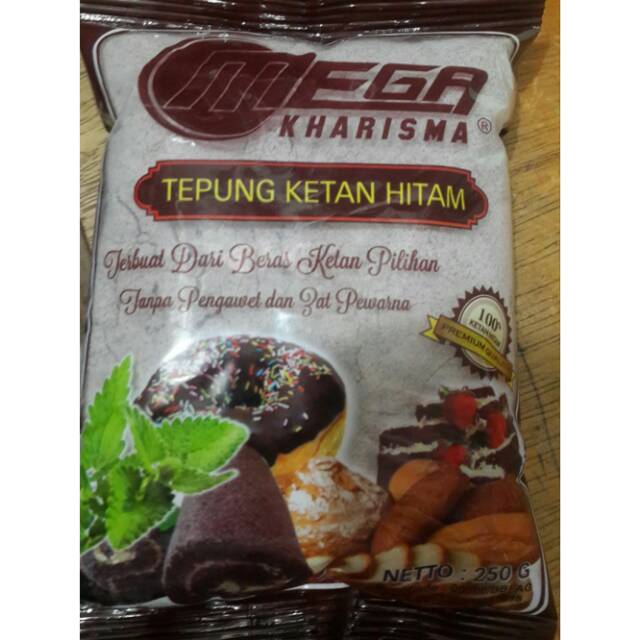 MEGA
KHARISMA®
TEPUNG KETAN HITAM
Terbuat Dari Beras Ketan Pilihan
Tanpa Pengawet dan Zat Pewarna
100%
KETAN HITAM
PREMIUM
NETTO : 250 G